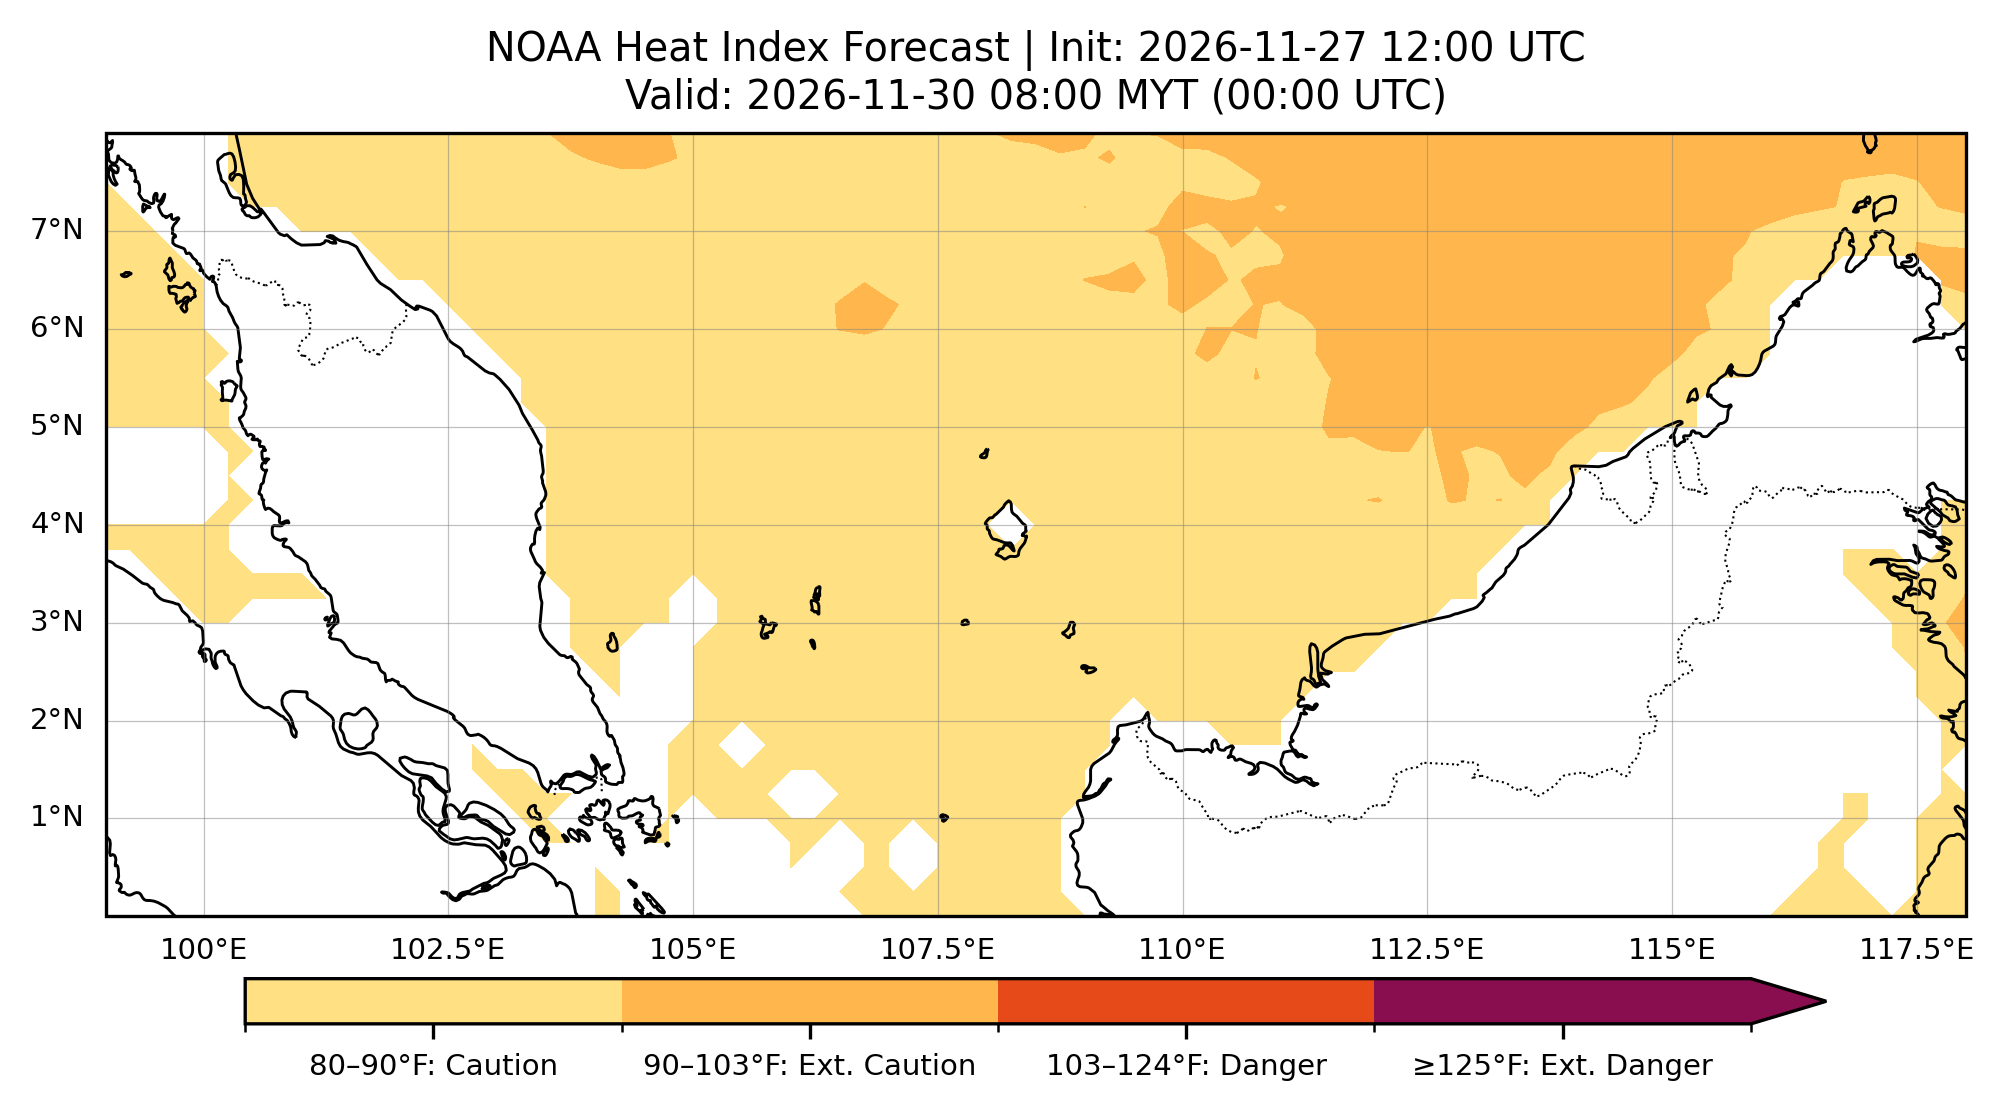 NOAA Heat Index Forecast | Init: 2026-11-27 12:00 UTC
Valid: 2026-11-30 08:00 MYT (00:00 UTC)
7°N
6°N
5°N
4°N
3°N
2°N
1°N
100°E 102.5°E 105°E 107.5°E 110°E 112.5°E 115°E 117.5°E
80–90°F: Caution 90–103°F: Ext. Caution 103–124°F: Danger ≥125°F: Ext. Danger